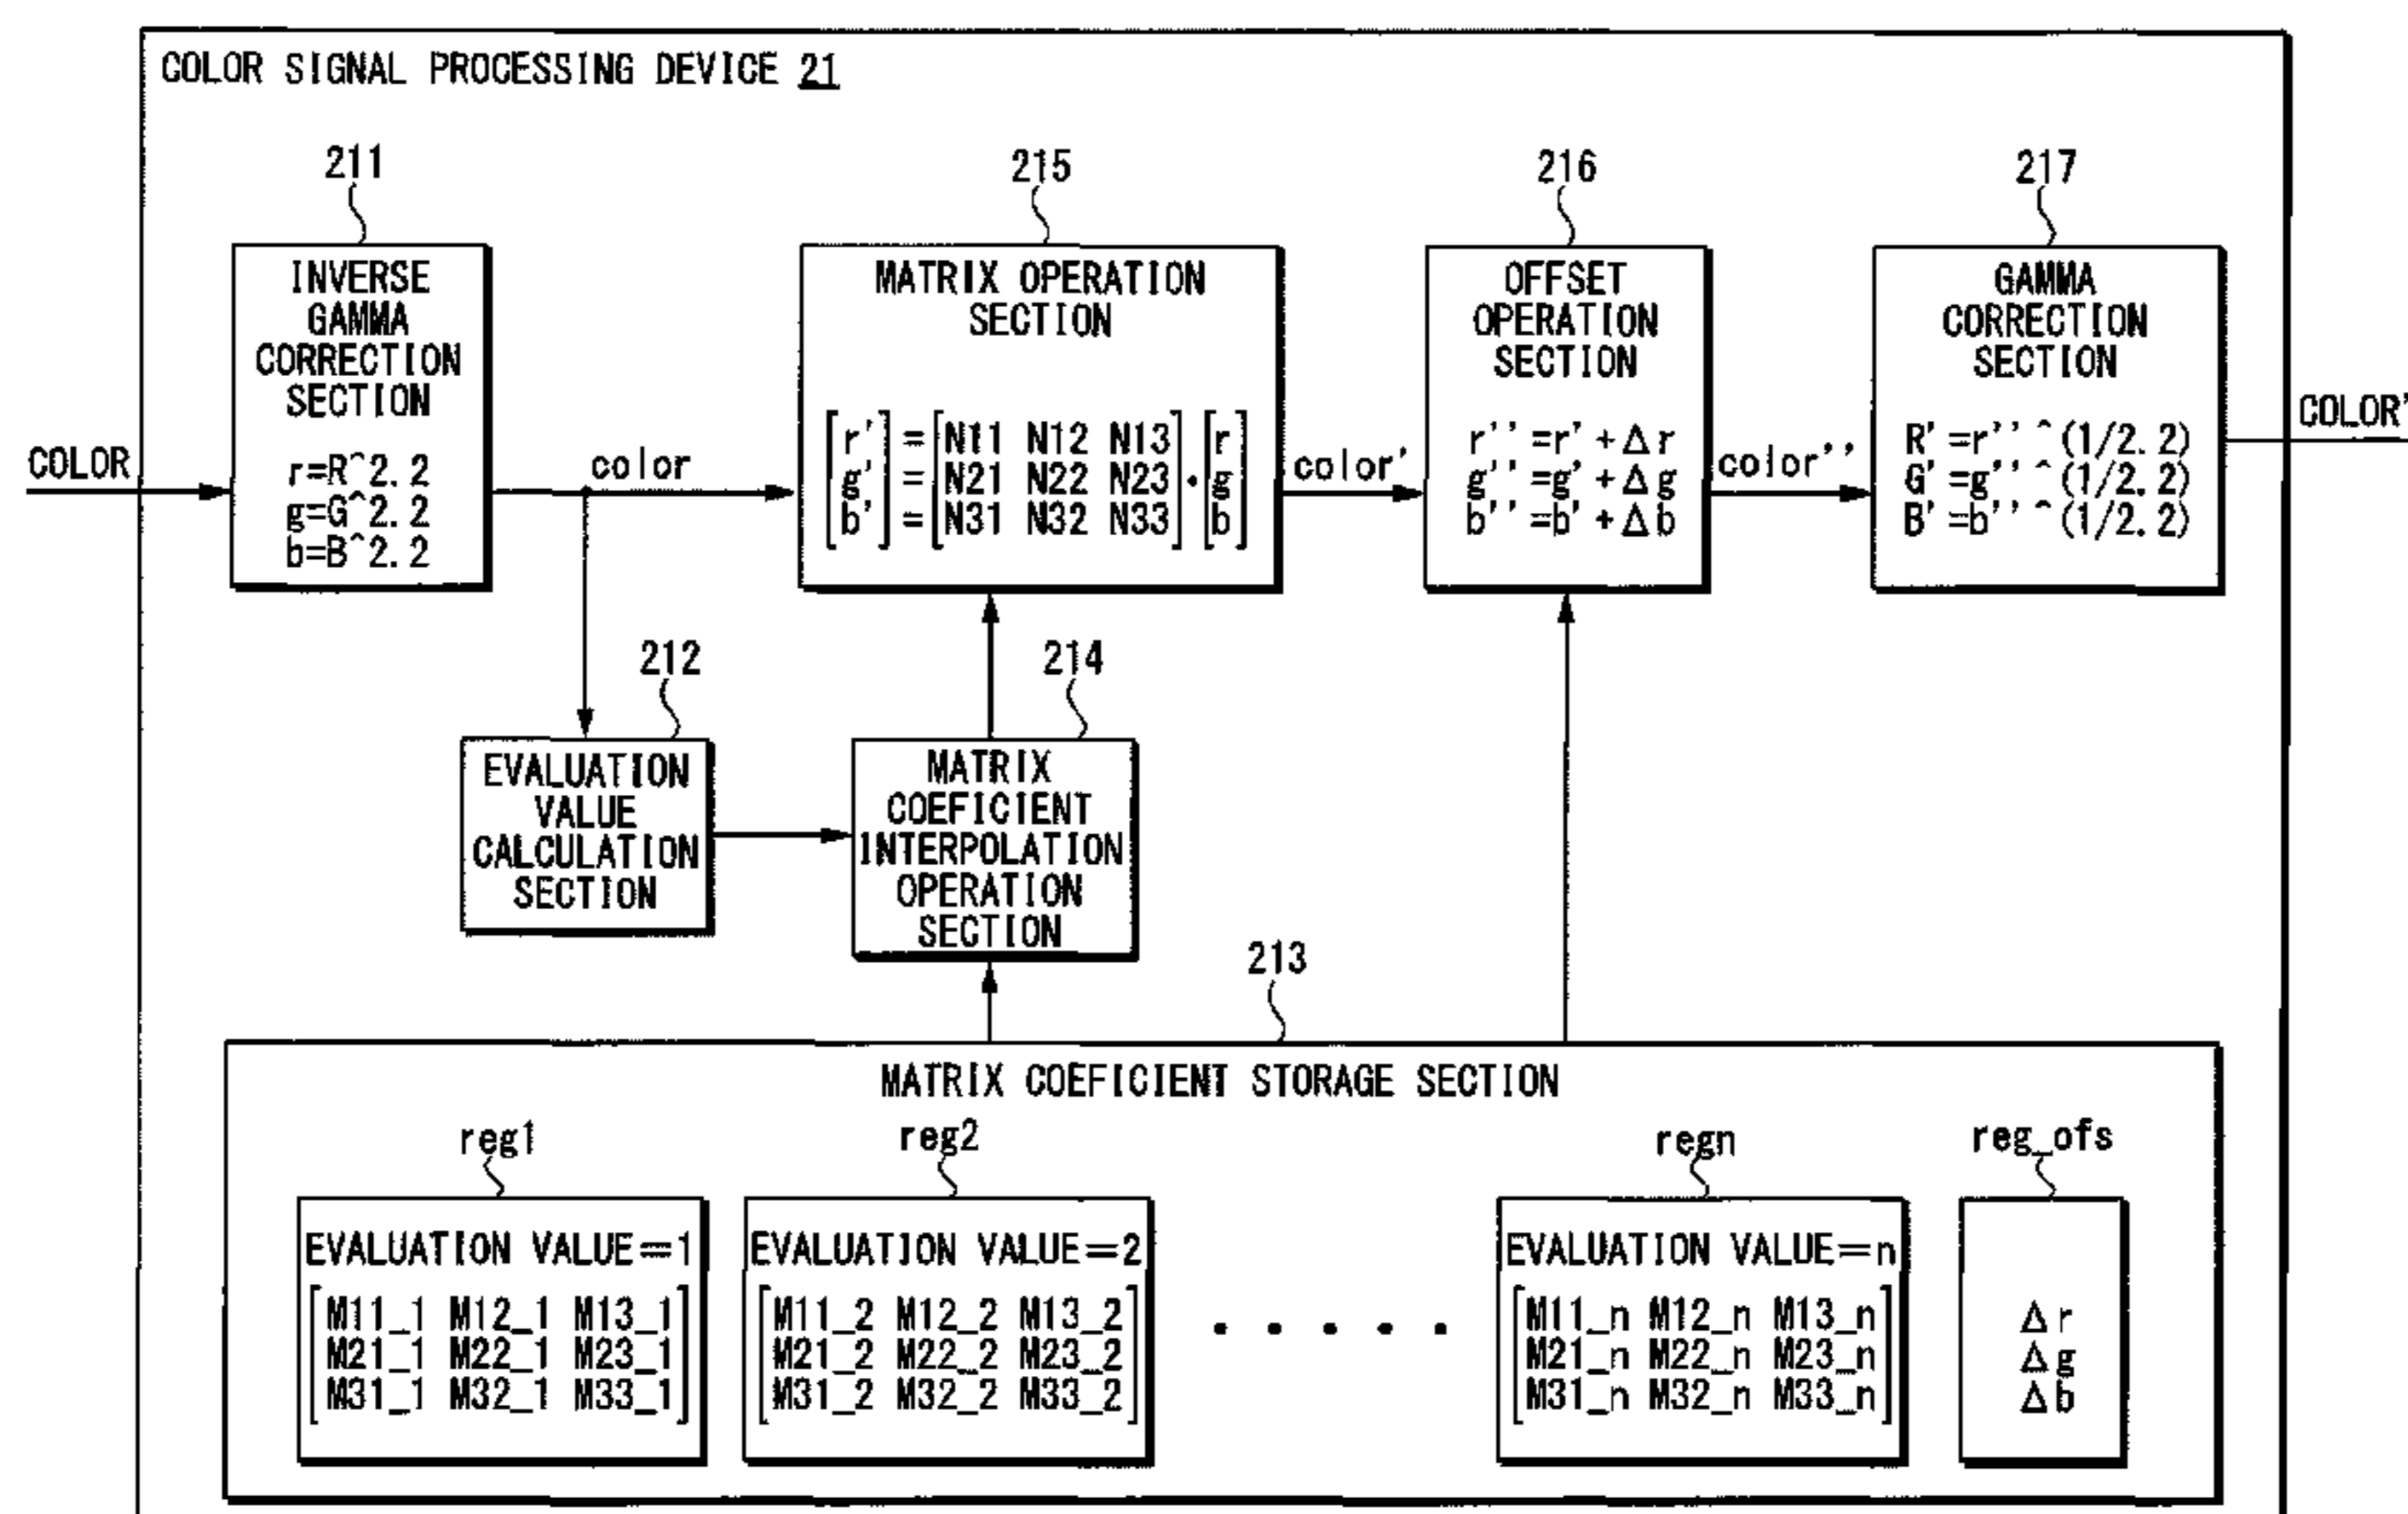 COLOR SIGNAL PROCESSING DEVICE 21
211
215
216
217
INVERSE
GAMMA
CORRECTION
SECTION
r=R^2.2
g=G^2.2
b=B^2.2
MATRIX OPERATION
SECTION
[r'] = [N11 N12 N13] [r]
[g'] = [N21 N22 N23] · [g]
[b'] = [N31 N32 N33] [b]
OFFSET
OPERATION
SECTION
r''=r'+Δr
g''=g'+Δg
b''=b'+Δb
GAMMA
CORRECTION
SECTION
R'=r''^(1/2.2)
G'=g''^(1/2.2)
B'=b''^(1/2.2)
COLOR
color
color'
color''
COLOR'
212
214
EVALUATION
VALUE
CALCULATION
SECTION
MATRIX
COEFICIENT
INTERPOLATION
OPERATION
SECTION
213
MATRIX COEFICIENT STORAGE SECTION
reg1
reg2
regn
reg_ofs
EVALUATION VALUE=1
M11_1 M12_1 M13_1
M21_1 M22_1 M23_1
M31_1 M32_1 M33_1
EVALUATION VALUE=2
M11_2 M12_2 M13_2
M21_2 M22_2 M23_2
M31_2 M32_2 M33_2
· · · · ·
EVALUATION VALUE=n
M11_n M12_n M13_n
M21_n M22_n M23_n
M31_n M32_n M33_n
Δr
Δg
Δb